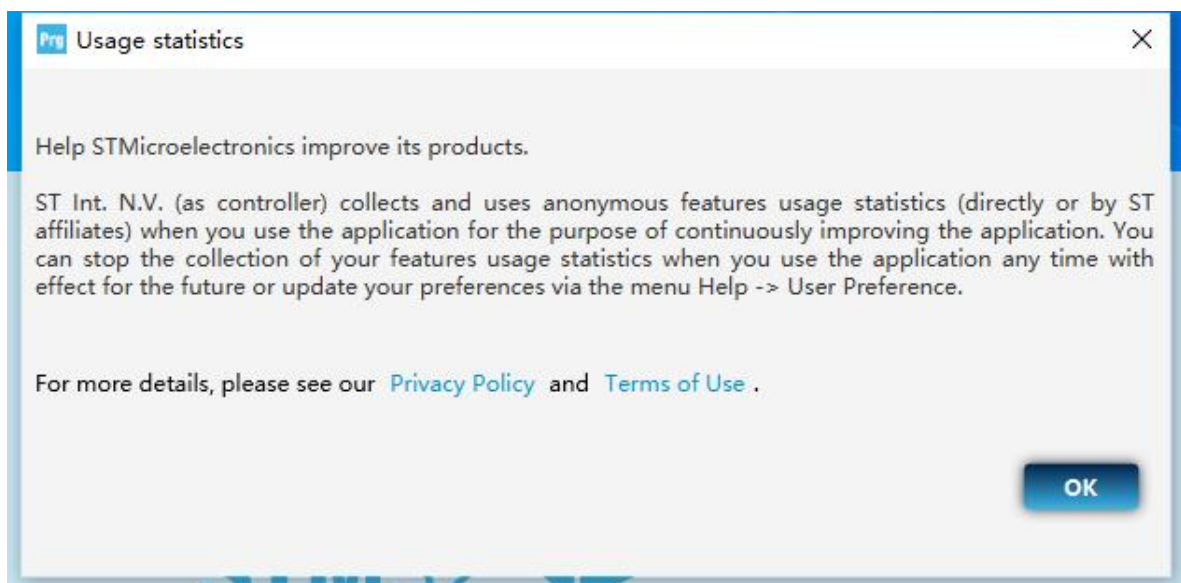 Prg Usage statistics
Help STMicroelectronics improve its products.
ST Int. N.V. (as controller) collects and uses anonymous features usage statistics (directly or by ST
affiliates) when you use the application for the purpose of continuously improving the application. You
can stop the collection of your features usage statistics when you use the application any time with
effect for the future or update your preferences via the menu Help -> User Preference.
For more details, please see our Privacy Policy and Terms of Use .
OK